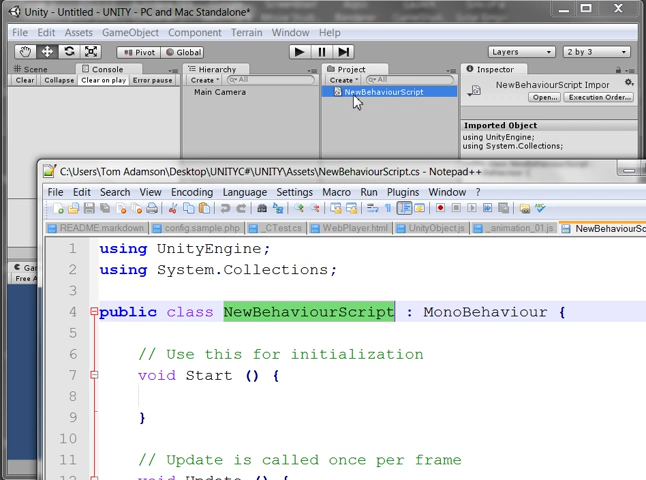 Unity - Untitled - UNITY - PC and Mac Standalone*
File Edit Assets GameObject Component Terrain Window Help
Pivot Global Layers 2 by 3
Scene Console Hierarchy Project Inspector
Clear Collapse Clear on play Error pause Create All Create All
Main Camera NewBehaviourScript NewBehaviourScript Impor
Open... Execution Order...
Imported Object
using UnityEngine;
using System.Collections;
C:\Users\Tom Adamson\Desktop\UNITYC#\UNITY\Assets\NewBehaviourScript.cs - Notepad++
File Edit Search View Encoding Language Settings Macro Run Plugins Window ?
README.markdown config.sample.php _CTest.cs WebPlayer.html UnityObject.js _animation_01.js NewBehaviourSc
1 using UnityEngine;
2 using System.Collections;
3
4 public class NewBehaviourScript : MonoBehaviour {
5
6 // Use this for initialization
7 void Start () {
8
9 }
10
11 // Update is called once per frame
12 void Update () {
Gam
Free A